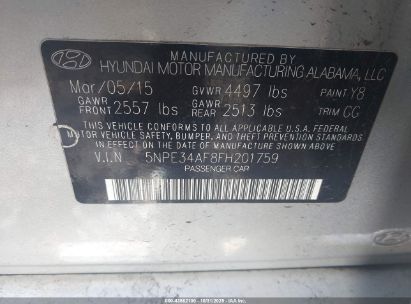 MANUFACTURED BY
HYUNDAI MOTOR MANUFACTURING ALABAMA, LLC
Mar/05/15 GVWR 4497 lbs PAINT Y8
GAWR FRONT 2557 lbs GAWR REAR 2513 lbs TRIM GG
THIS VEHICLE CONFORMS TO ALL APPLICABLE U.S. FEDERAL
MOTOR VEHICLE SAFETY, BUMPER, AND THEFT PREVENTION STANDARDS
IN EFFECT ON THE DATE OF MANUFACTURE SHOWN ABOVE.
V.I.N. 5NPE34AF8FH201759
PASSENGER CAR